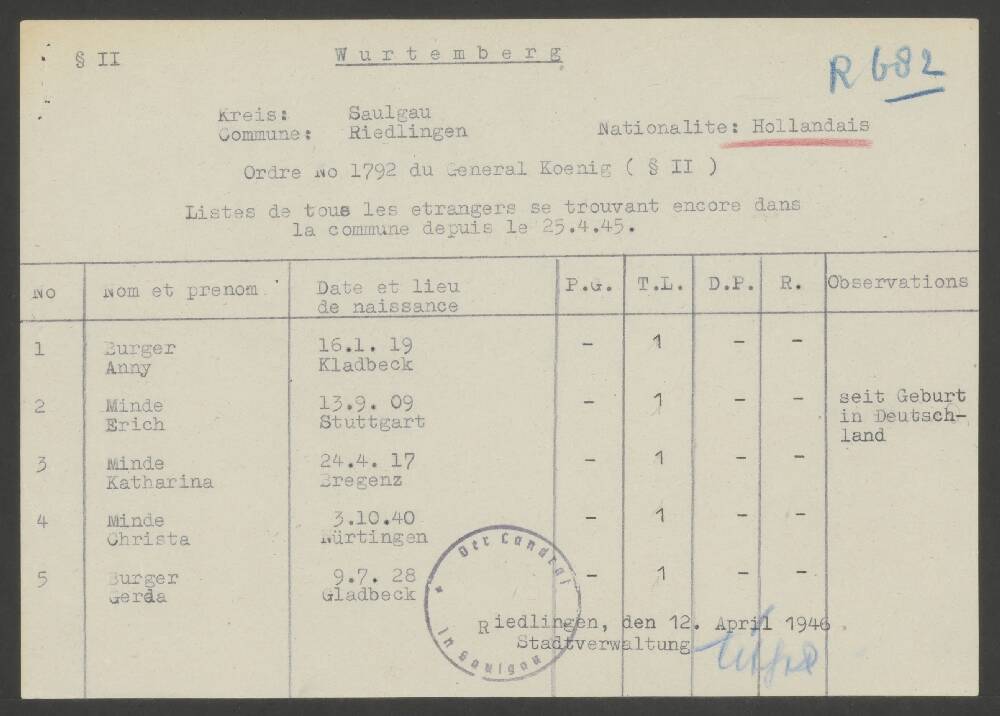 § II
Wurtemberg
R 682
Kreis: Saulgau
Commune: Riedlingen
Nationalite: Hollandais
Ordre No 1792 du General Koenig ( § II )
Listes de tous les etrangers se trouvant encore dans
la commune depuis le 25.4.45.
No Nom et prenom Date et lieu P.G. T.L. D.P. R. Observations
de naissance
1 Burger 16.1. 19 - 1 - -
Anny Kladbeck
2 Minde 13.9. 09 - 1 - - seit Geburt
Erich Stuttgart in Deutsch-
land
3 Minde 24.4. 17 - 1 - -
Katharina Bregenz
4 Minde 3.10.40 - 1 - -
Christa Nürtingen
5 Burger 9.7. 28 - 1 - -
Gerda Gladbeck
Der Landrat
in Saulgau
Riedlingen, den 12. April 1946.
Stadtverwaltung